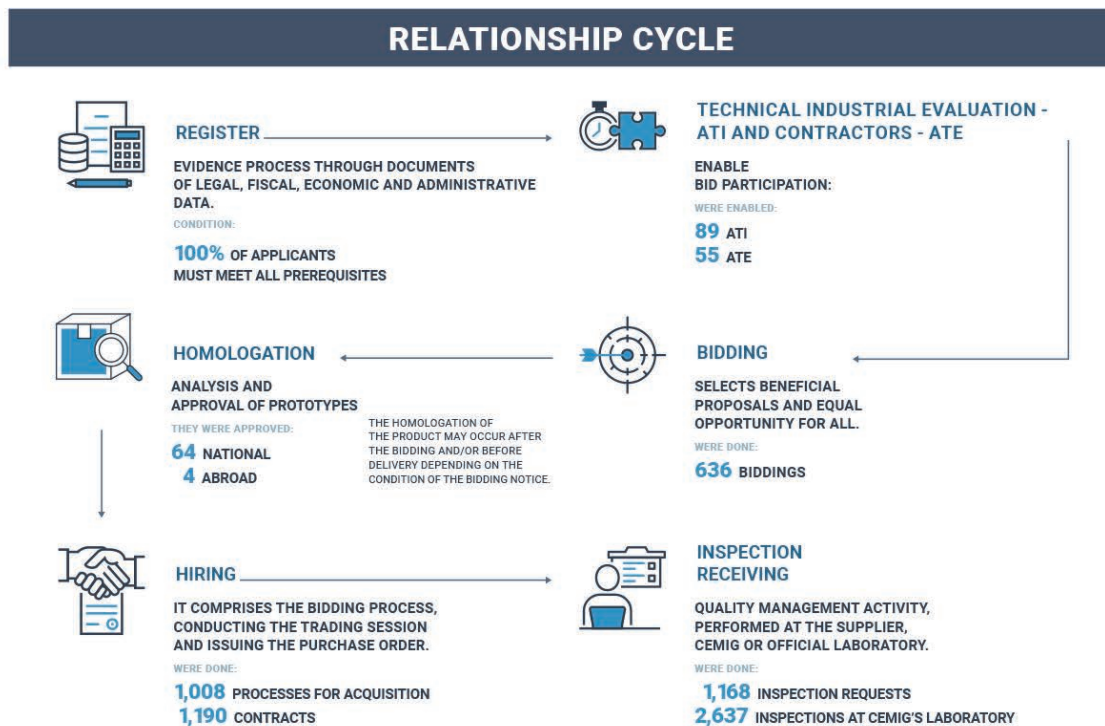 RELATIONSHIP CYCLE
REGISTER
EVIDENCE PROCESS THROUGH DOCUMENTS
OF LEGAL, FISCAL, ECONOMIC AND ADMINISTRATIVE
DATA.
CONDITION:
100% OF APPLICANTS
MUST MEET ALL PREREQUISITES
TECHNICAL INDUSTRIAL EVALUATION -
ATI AND CONTRACTORS - ATE
ENABLE
BID PARTICIPATION:
WERE ENABLED:
89 ATI
55 ATE
BIDDING
SELECTS BENEFICIAL
PROPOSALS AND EQUAL
OPPORTUNITY FOR ALL.
WERE DONE:
636 BIDDINGS
HOMOLOGATION
ANALYSIS AND
APPROVAL OF PROTOTYPES
THEY WERE APPROVED:
64 NATIONAL
4 ABROAD
THE HOMOLOGATION OF
THE PRODUCT MAY OCCUR AFTER
THE BIDDING AND/OR BEFORE
DELIVERY DEPENDING ON THE
CONDITION OF THE BIDDING NOTICE.
HIRING
IT COMPRISES THE BIDDING PROCESS,
CONDUCTING THE TRADING SESSION
AND ISSUING THE PURCHASE ORDER.
WERE DONE:
1,008 PROCESSES FOR ACQUISITION
1,190 CONTRACTS
INSPECTION
RECEIVING
QUALITY MANAGEMENT ACTIVITY,
PERFORMED AT THE SUPPLIER,
CEMIG OR OFFICIAL LABORATORY.
WERE DONE:
1,168 INSPECTION REQUESTS
2,637 INSPECTIONS AT CEMIG'S LABORATORY